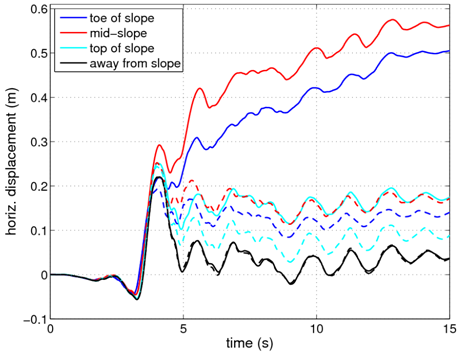 0.6
0.5
0.4
0.3
0.2
0.1
0
−0.1
horiz. displacement (m)
toe of slope
mid−slope
top of slope
away from slope
0 5 10 15
time (s)